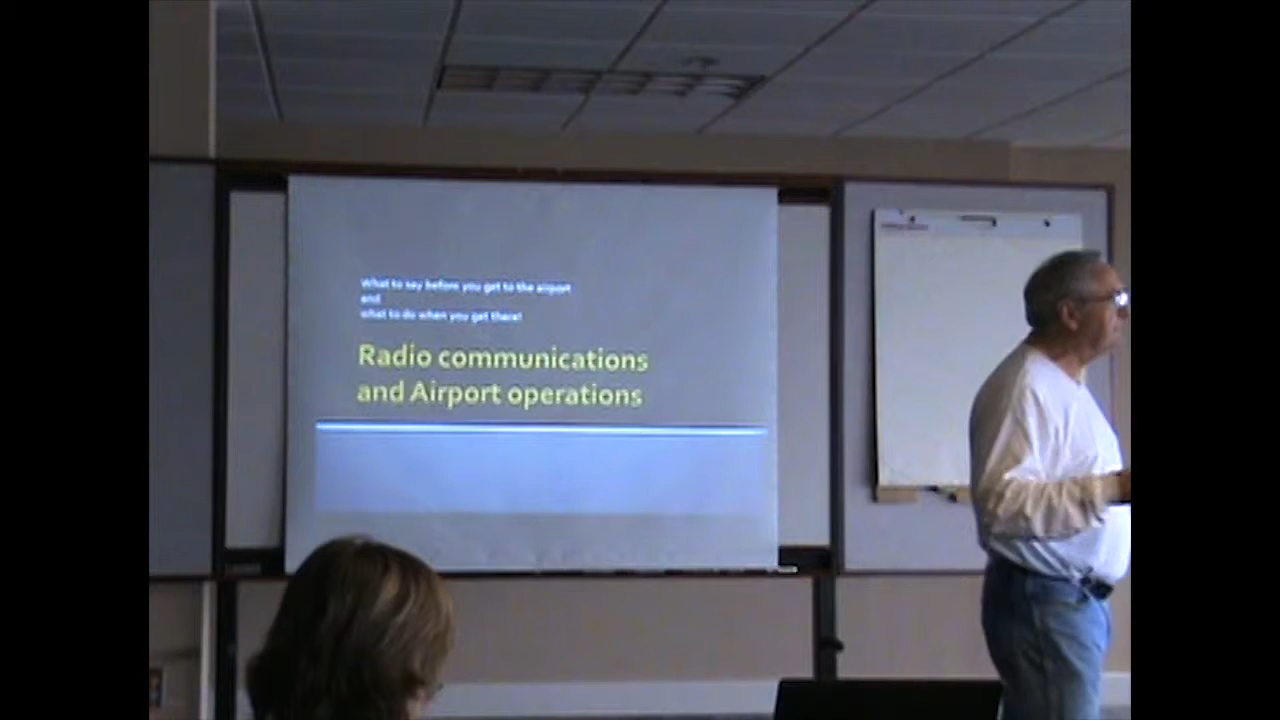 What to say before you get to the airport
and
what to do when you get there!
Radio communications
and Airport operations